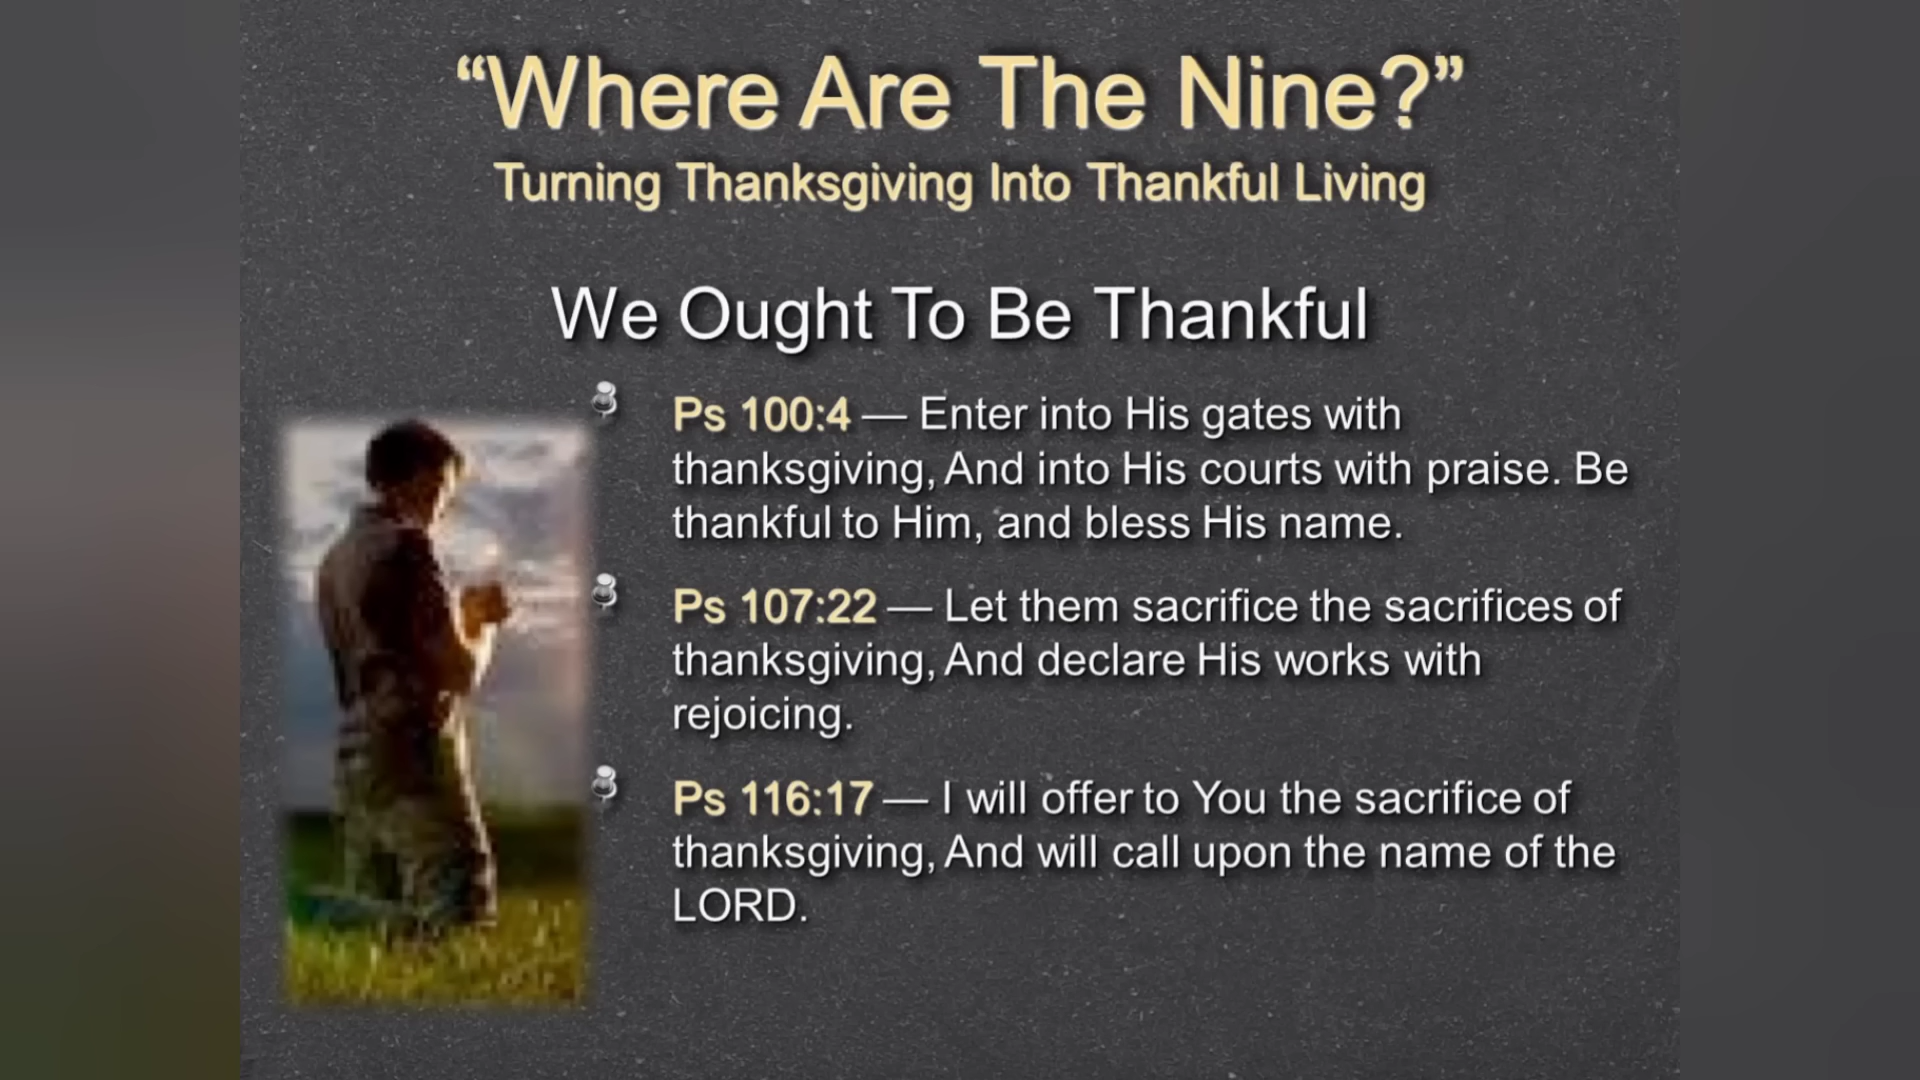 “Where Are The Nine?”
Turning Thanksgiving Into Thankful Living
We Ought To Be Thankful
Ps 100:4 — Enter into His gates with
thanksgiving, And into His courts with praise. Be
thankful to Him, and bless His name.
Ps 107:22 — Let them sacrifice the sacrifices of
thanksgiving, And declare His works with
rejoicing.
Ps 116:17 — I will offer to You the sacrifice of
thanksgiving, And will call upon the name of the
LORD.